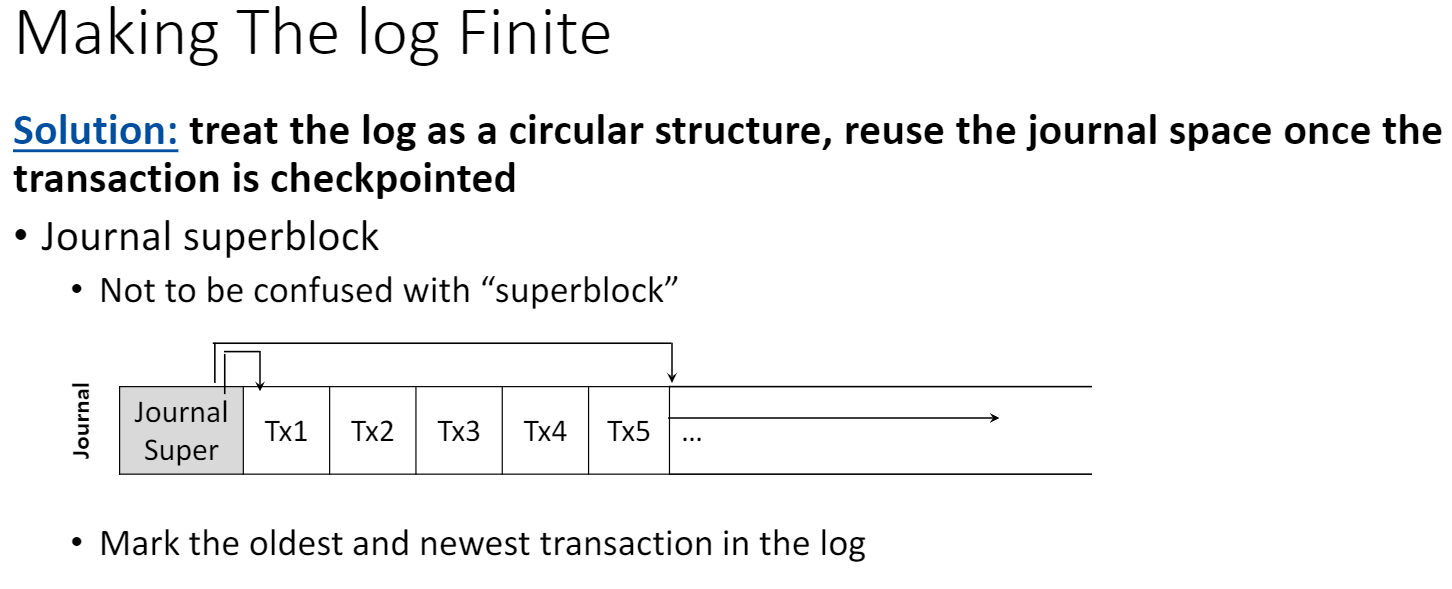 Making The log Finite
Solution: treat the log as a circular structure, reuse the journal space once the
transaction is checkpointed
• Journal superblock
• Not to be confused with “superblock”
Journal
Journal
Super
Tx1 Tx2 Tx3 Tx4 Tx5 ...
• Mark the oldest and newest transaction in the log